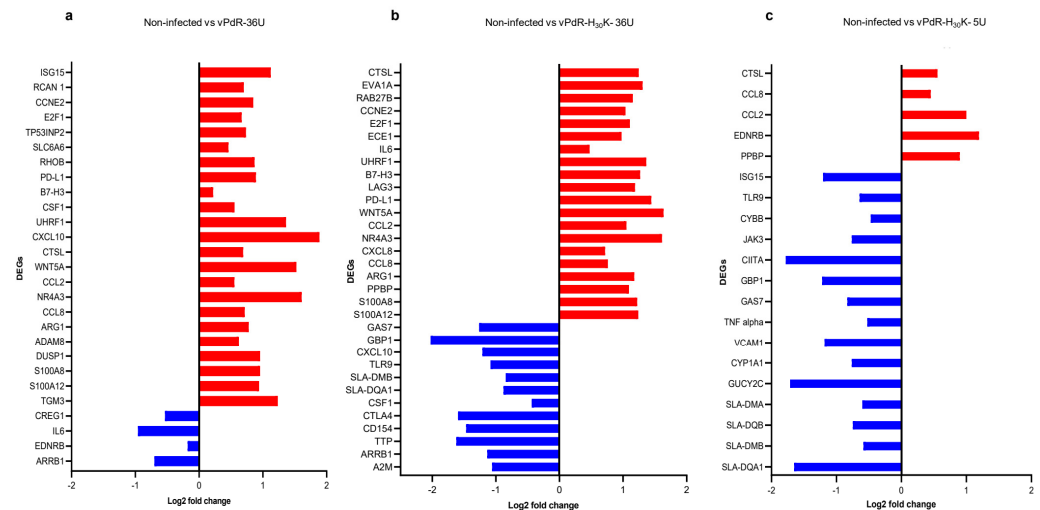 a
Non-infected vs vPdR-36U
ISG15
RCAN 1
CCNE2
E2F1
TP53INP2
SLC6A6
RHOB
PD-L1
B7-H3
CSF1
UHRF1
CXCL10
CTSL
WNT5A
CCL2
NR4A3
CCL8
ARG1
ADAM8
DUSP1
S100A8
S100A12
TGM3
CREG1
IL6
EDNRB
ARRB1
DEGs
-2 -1 0 1 2
Log2 fold change
b
Non-infected vs vPdR-H30K- 36U
CTSL
EVA1A
RAB27B
CCNE2
E2F1
ECE1
IL6
UHRF1
B7-H3
LAG3
PD-L1
WNT5A
CCL2
NR4A3
CXCL8
CCL8
ARG1
PPBP
S100A8
S100A12
GAS7
GBP1
CXCL10
TLR9
SLA-DMB
SLA-DQA1
CSF1
CTLA4
CD154
TTP
ARRB1
A2M
DEGs
-2 -1 0 1 2
Log2 fold change
c
Non-infected vs vPdR-H30K- 5U
CTSL
CCL8
CCL2
EDNRB
PPBP
ISG15
TLR9
CYBB
JAK3
CIITA
GBP1
GAS7
TNF alpha
VCAM1
CYP1A1
GUCY2C
SLA-DMA
SLA-DQB
SLA-DMB
SLA-DQA1
DEGs
-2 -1 0 1 2
Log2 fold change